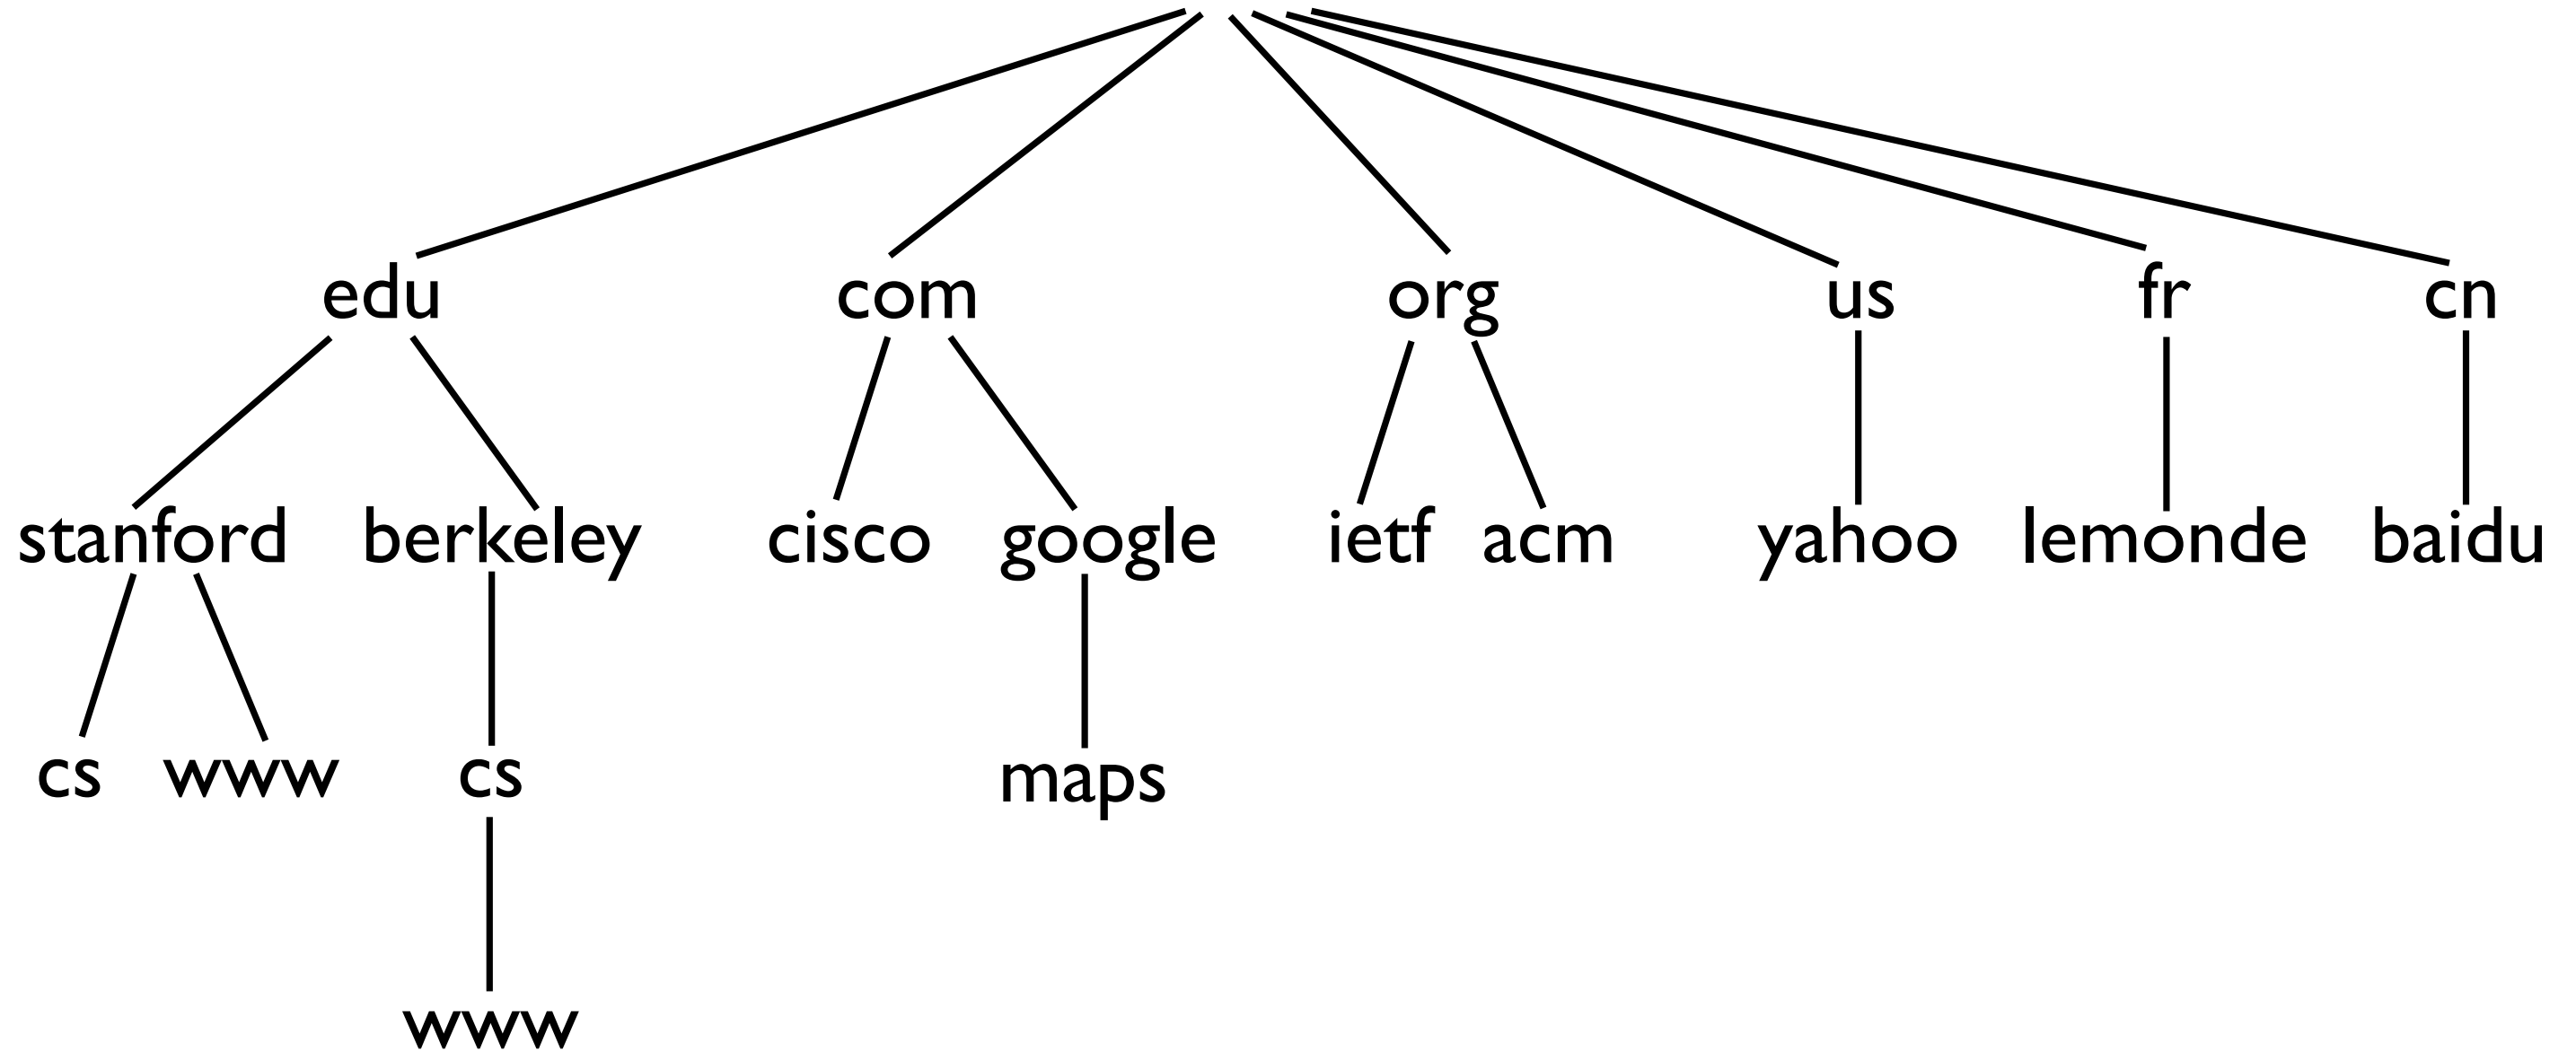 edu com org us fr cn
stanford berkeley cisco google ietf acm yahoo lemonde baidu
cs www cs maps
www